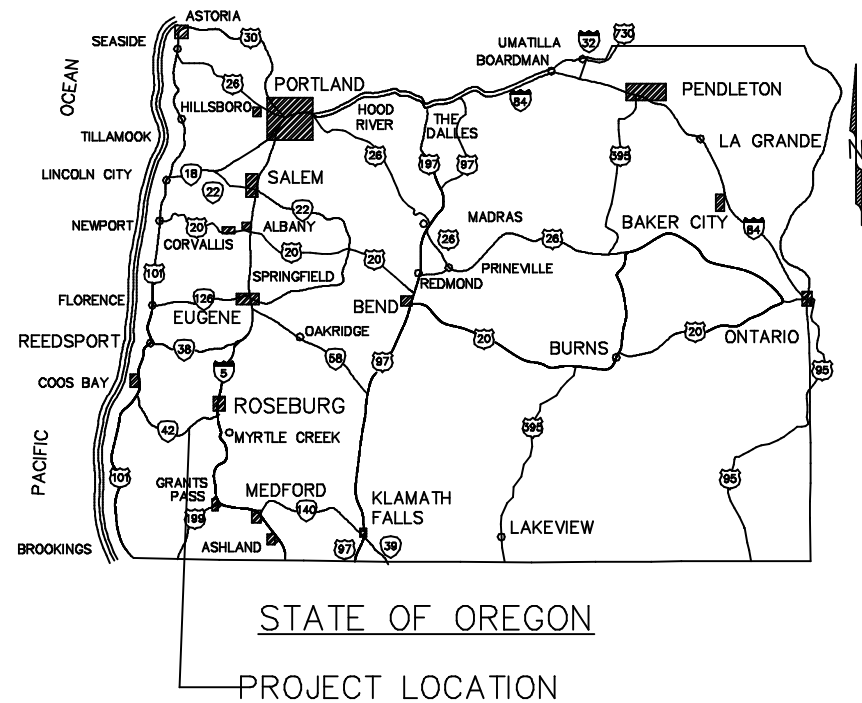 ASTORIA
SEASIDE
30
32
730
UMATILLA
BOARDMAN
OCEAN
26
PORTLAND
HILLSBORO
PENDLETON
84
HOOD
RIVER
THE
DALLES
TILLAMOOK
LA GRANDE
N
26
197
97
395
LINCOLN CITY
18
22
SALEM
22
MADRAS
BAKER CITY
84
NEWPORT
20
CORVALLIS
ALBANY
20
20
26
26
PRINEVILLE
REDMOND
101
SPRINGFIELD
FLORENCE
126
EUGENE
BEND
OAKRIDGE
REEDSPORT
38
58
97
20
BURNS
20
ONTARIO
COOS BAY
5
95
ROSEBURG
42
MYRTLE CREEK
395
PACIFIC
101
GRANTS
PASS
MEDFORD
140
KLAMATH
FALLS
95
199
LAKEVIEW
BROOKINGS
ASHLAND
97
39
STATE OF OREGON
PROJECT LOCATION